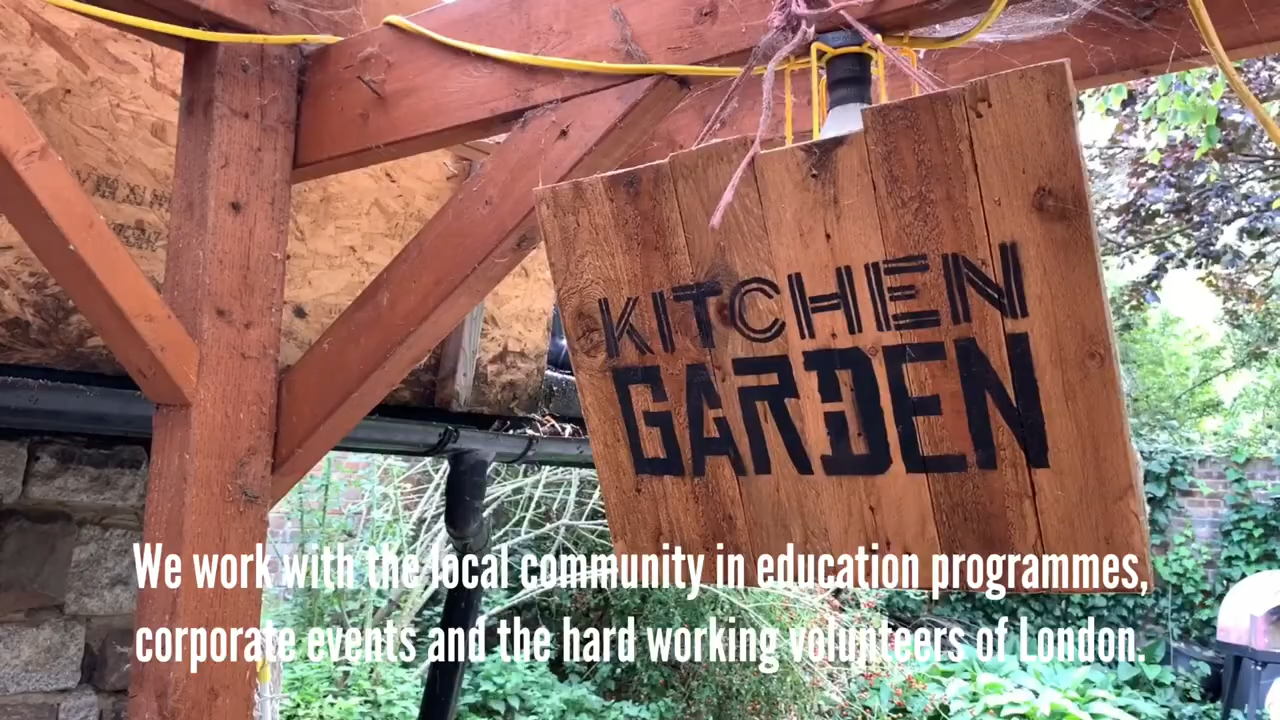 KITCHEN
GARDEN
We work with the local community in education programmes,
corporate events and the hard working volunteers of London.